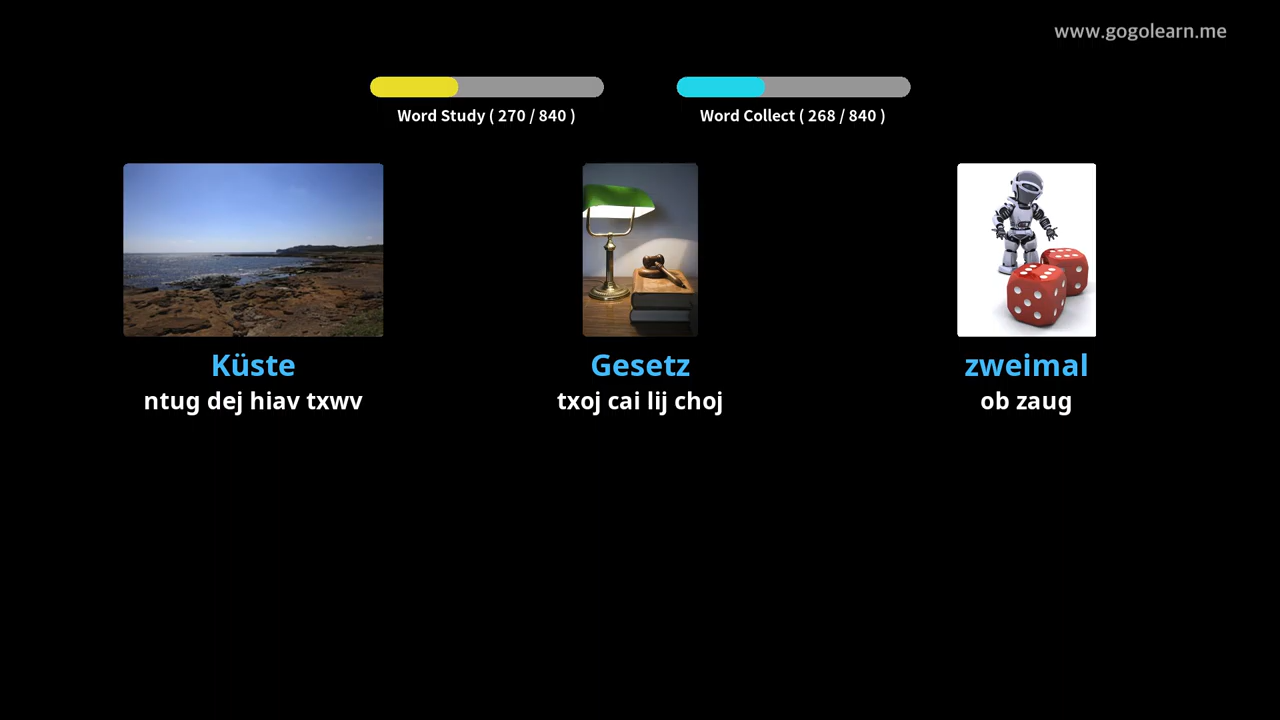 www.gogolearn.me
Word Study ( 270 / 840 )
Word Collect ( 268 / 840 )
Küste
ntug dej hiav txwv
Gesetz
txoj cai lij choj
zweimal
ob zaug